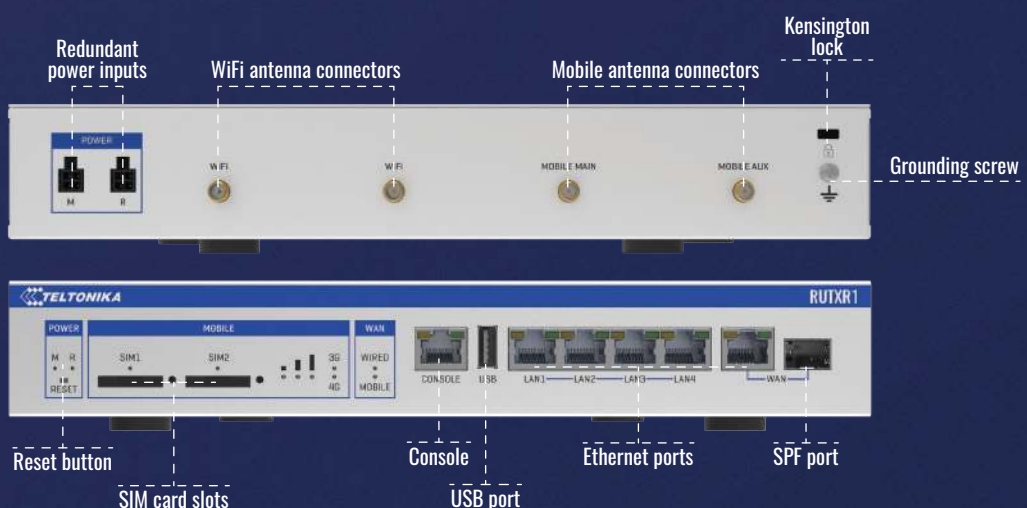 Kensington
lock
Redundant
power inputs
WiFi antenna connectors
Mobile antenna connectors
POWER
WiFi
WiFi
MOBILE MAIN
MOBILE AUX
M
R
Grounding screw
TELTONIKA
RUTXR1
POWER
MOBILE
WAN
M R
SIM1
SIM2
3G
WIRED
RESET
4G
MOBILE
CONSOLE
USB
LAN1
LAN2
LAN3
LAN4
WAN
Reset button
SIM card slots
Console
USB port
Ethernet ports
SPF port